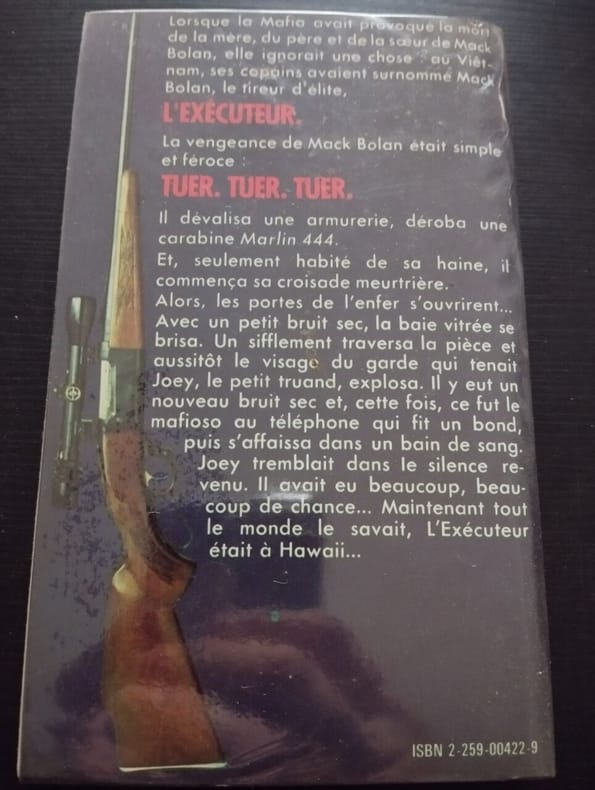 Lorsque la Mafia avait provoqué la mort
de la mère, du père et de la sœur de Mack
Bolan, elle ignorait une chose : au Viêt-
nam, ses copains avaient surnommé Mack
Bolan, le tireur d'élite,
L'EXÉCUTEUR.
La vengeance de Mack Bolan était simple
et féroce :
TUER. TUER. TUER.
Il dévalisa une armurerie, déroba une
carabine Marlin 444.
Et, seulement habité de sa haine, il
commença sa croisade meurtrière.
Alors, les portes de l'enfer s'ouvrirent...
Avec un petit bruit sec, la baie vitrée se
brisa. Un sifflement traversa la pièce et
aussitôt le visage du garde qui tenait
Joey, le petit truand, explosa. Il y eut un
nouveau bruit sec et, cette fois, ce fut le
mafioso au téléphone qui fit un bond,
puis s'affaissa dans un bain de sang.
Joey tremblait dans le silence re-
venu. Il avait eu beaucoup, beau-
coup de chance... Maintenant tout
le monde le savait, L'Exécuteur
était à Hawaii...
ISBN 2-259-00422-9